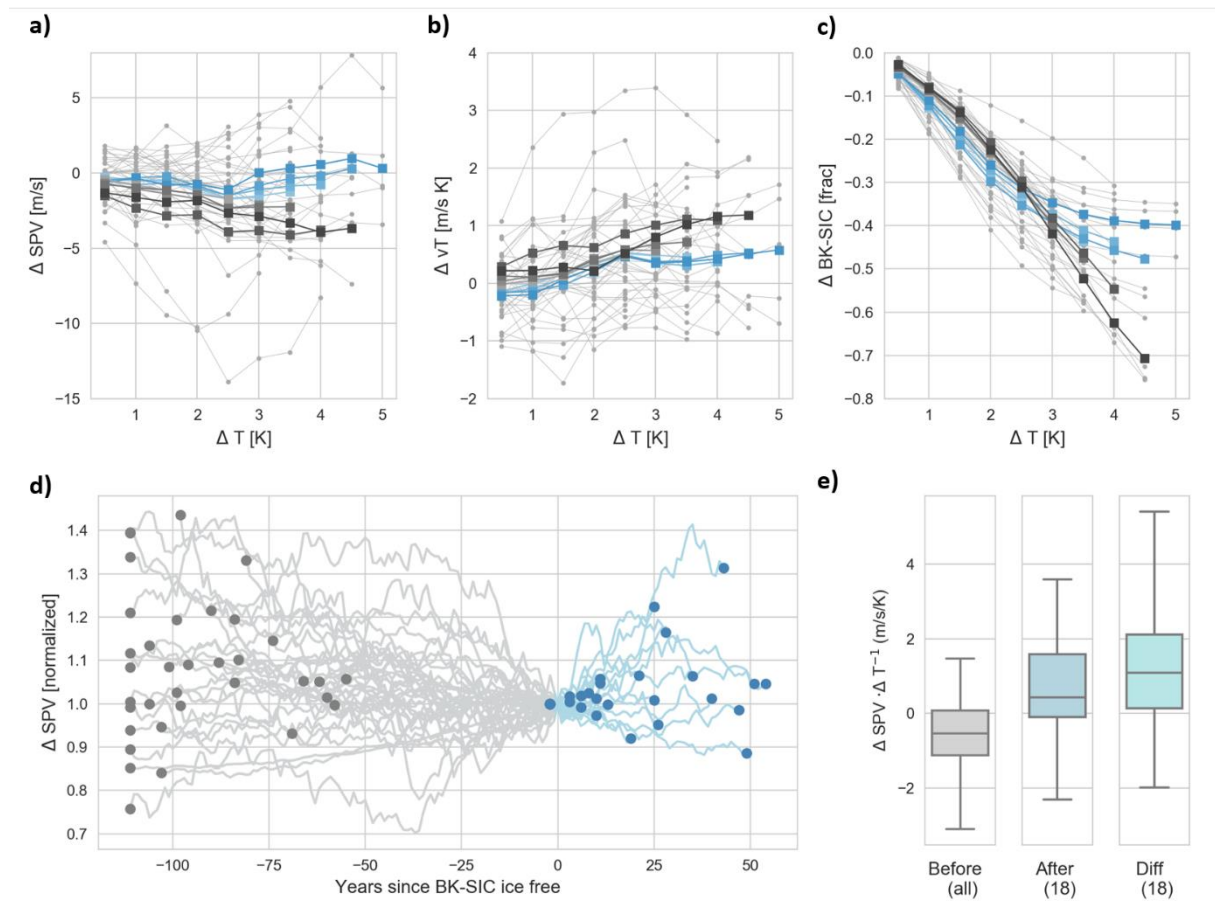 a)
b)
c)
Δ SPV [m/s]
5
0
−5
−10
−15
1 2 3 4 5
Δ T [K]
Δ vT [m/s K]
4
3
2
1
0
−1
−2
1 2 3 4 5
Δ T [K]
Δ BK-SIC [frac]
0.0
−0.1
−0.2
−0.3
−0.4
−0.5
−0.6
−0.7
−0.8
1 2 3 4 5
Δ T [K]
d)
Δ SPV [normalized]
1.4
1.3
1.2
1.1
1.0
0.9
0.8
0.7
−100 −75 −50 −25 0 25 50
Years since BK-SIC ice free
e)
Δ SPV ·Δ T⁻¹ (m/s/K)
4
2
0
−2
Before After Diff
(all) (18) (18)